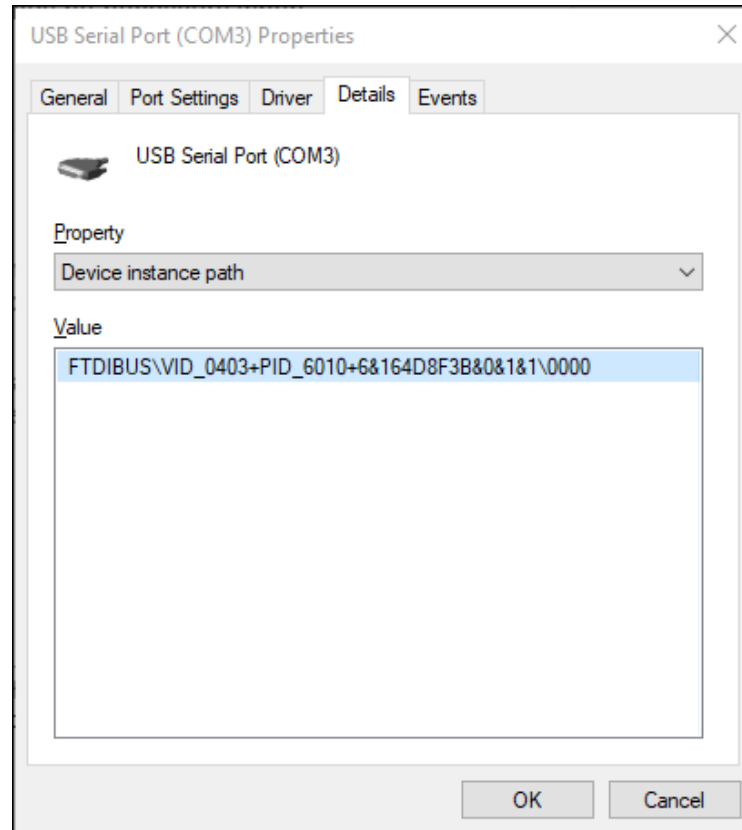 USB Serial Port (COM3) Properties
General Port Settings Driver Details Events
USB Serial Port (COM3)
Property
Device instance path
Value
FTDIBUS\VID_0403+PID_6010+6&164D8F3B&0&1&1\0000
OK Cancel